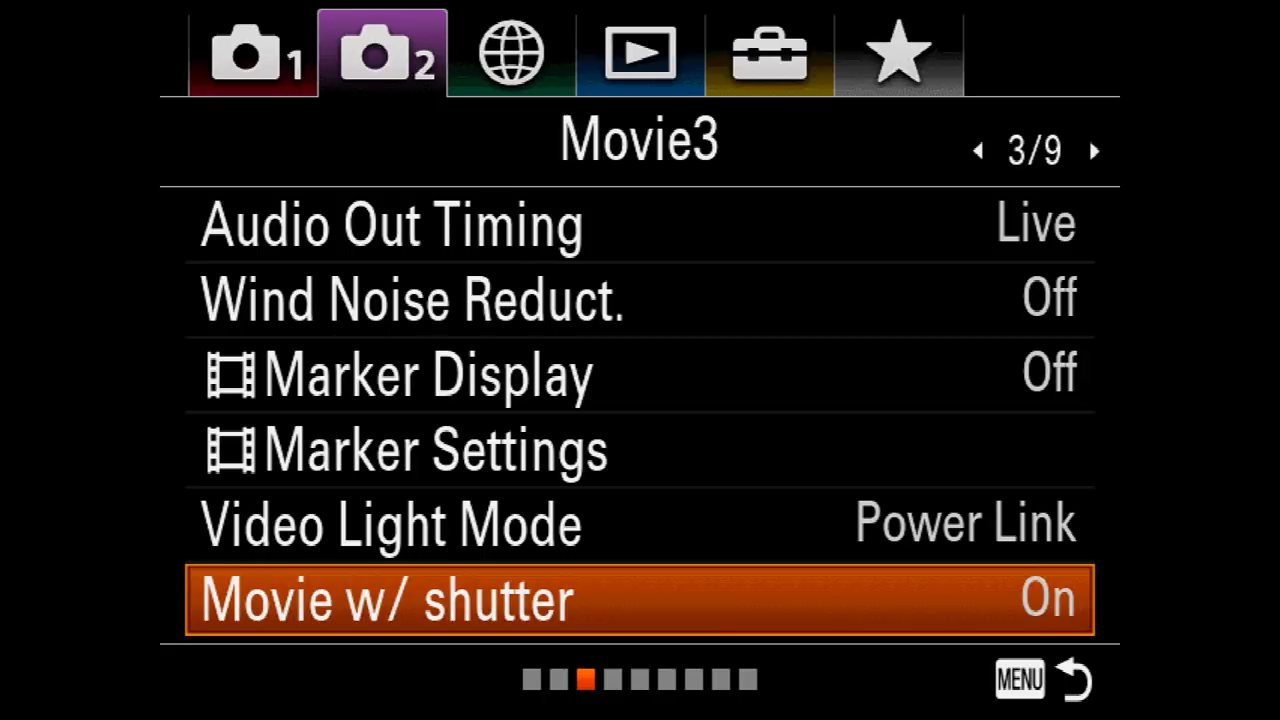 1 2
Movie3 3/9
Audio Out Timing Live
Wind Noise Reduct. Off
Marker Display Off
Marker Settings
Video Light Mode Power Link
Movie w/ shutter On
MENU